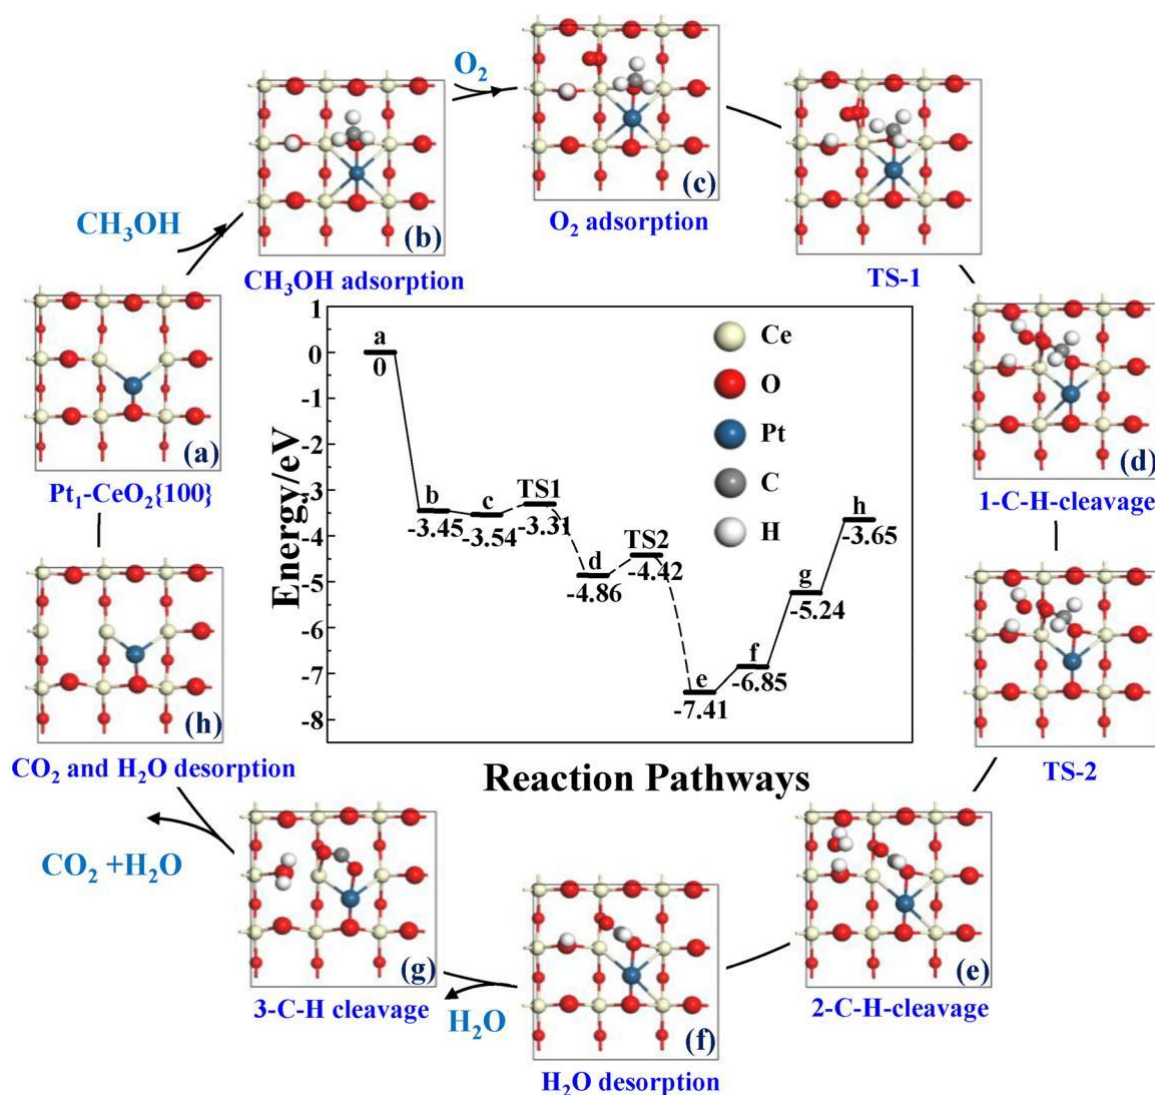 O₂
(b)
(c)
CH₃OH
O₂ adsorption
TS-1
CH₃OH adsorption
(a)
Pt₁-CeO₂{100}
(d)
1-C-H-cleavage
TS-2
(e)
2-C-H-cleavage
(f)
H₂O desorption
H₂O
(g)
3-C-H cleavage
CO₂ +H₂O
(h)
CO₂ and H₂O desorption
Energy/eV
1
0
-1
-2
-3
-4
-5
-6
-7
-8
a
0
b
-3.45
c
-3.54
TS1
-3.31
d
-4.86
TS2
-4.42
e
-7.41
f
-6.85
g
-5.24
h
-3.65
Ce
O
Pt
C
H
Reaction Pathways